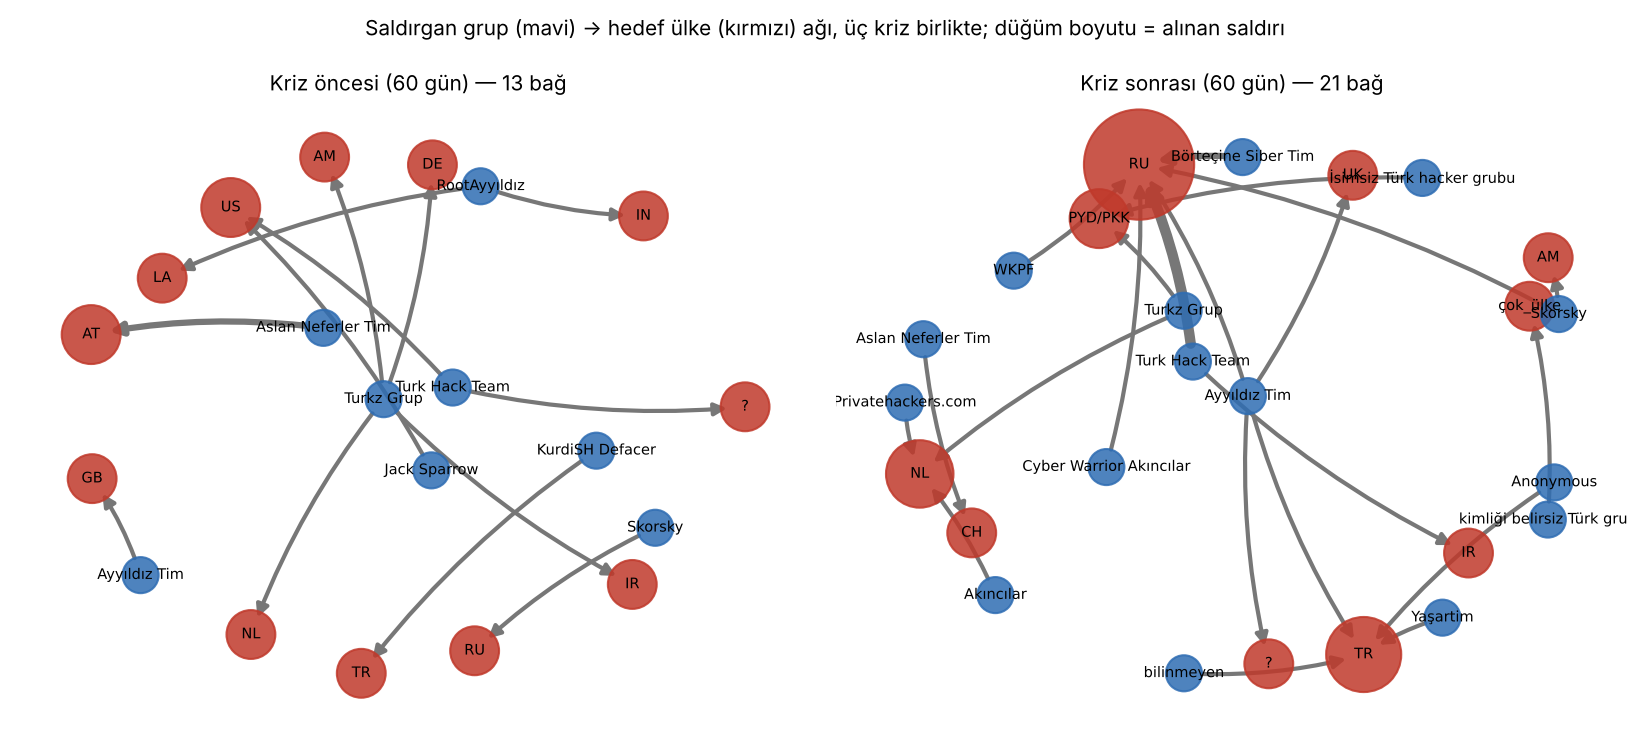 Saldırgan grup (mavi) → hedef ülke (kırmızı) ağı, üç kriz birlikte; düğüm boyutu = alınan saldırı
Kriz öncesi (60 gün) — 13 bağ
AM
DE
RootAyyıldız
US
IN
LA
AT
Aslan Neferler Tim
Turk Hack Team
Turkz Grup
?
KurdiSH Defacer
Jack Sparrow
GB
Skorsky
Ayyıldız Tim
IR
NL
RU
TR
Kriz sonrası (60 gün) — 21 bağ
RU
Börteçine Siber Tim
UK
İsimsiz Türk hacker grubu
PYD/PKK
AM
WKPF
çok ülke
Skorsky
Turkz Grup
Aslan Neferler Tim
Turk Hack Team
Ayyıldız Tim
Privatehackers.com
Cyber Warrior Akıncılar
NL
Anonymous
kimliği belirsiz Türk gru
CH
IR
Akıncılar
Yaşartim
TR
?
bilinmeyen